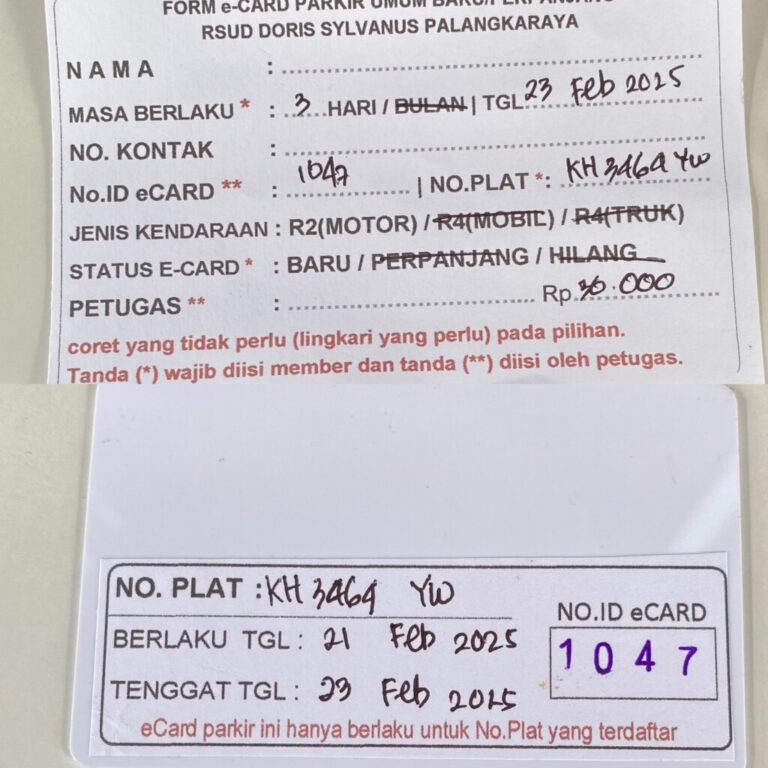 FORM e-CARD PARKIR UMUM BARU/PERPANJANG
RSUD DORIS SYLVANUS PALANGKARAYA
NAMA :
MASA BERLAKU * : 3 HARI / BULAN | TGL 23 Feb 2025
NO. KONTAK :
No.ID eCARD ** : 1047 | NO.PLAT *: KH 3464 YW
JENIS KENDARAAN : R2(MOTOR) / R4(MOBIL) / R4(TRUK)
STATUS E-CARD * : BARU / PERPANJANG / HILANG
PETUGAS ** : Rp 30.000
coret yang tidak perlu (lingkari yang perlu) pada pilihan.
Tanda (*) wajib diisi member dan tanda (**) diisi oleh petugas.
NO. PLAT : KH 3464 YW
NO.ID eCARD
BERLAKU TGL : 21 Feb 2025
1047
TENGGAT TGL : 23 Feb 2025
eCard parkir ini hanya berlaku untuk No.Plat yang terdaftar